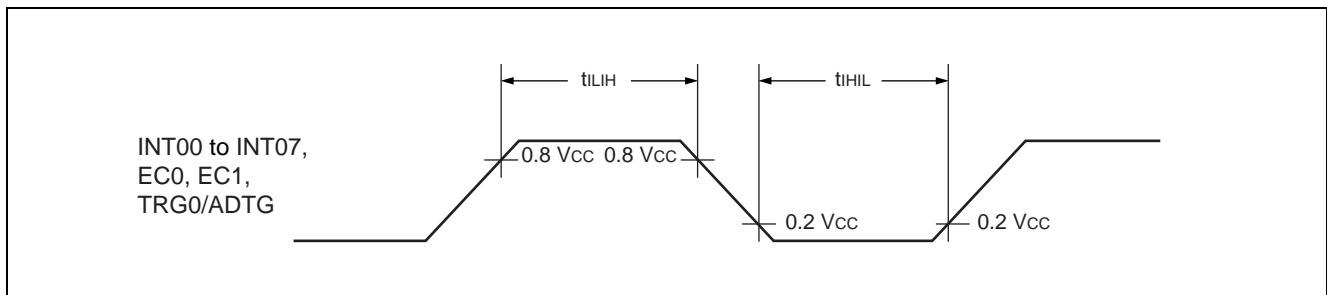 tILIH
tIHIL
INT00 to INT07,
EC0, EC1,
TRG0/ADTG
0.8 VCC 0.8 VCC
0.2 VCC
0.2 VCC